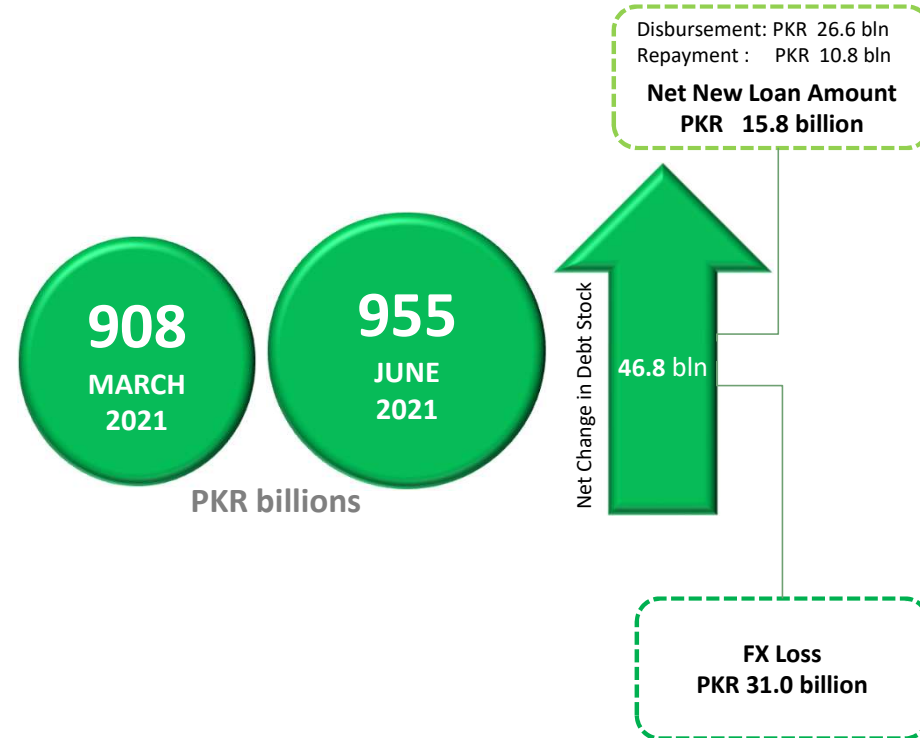 Disbursement: PKR 26.6 bln
Repayment : PKR 10.8 bln
Net New Loan Amount
PKR 15.8 billion
908
MARCH
2021
955
JUNE
2021
PKR billions
Net Change in Debt Stock
46.8 bln
FX Loss
PKR 31.0 billion